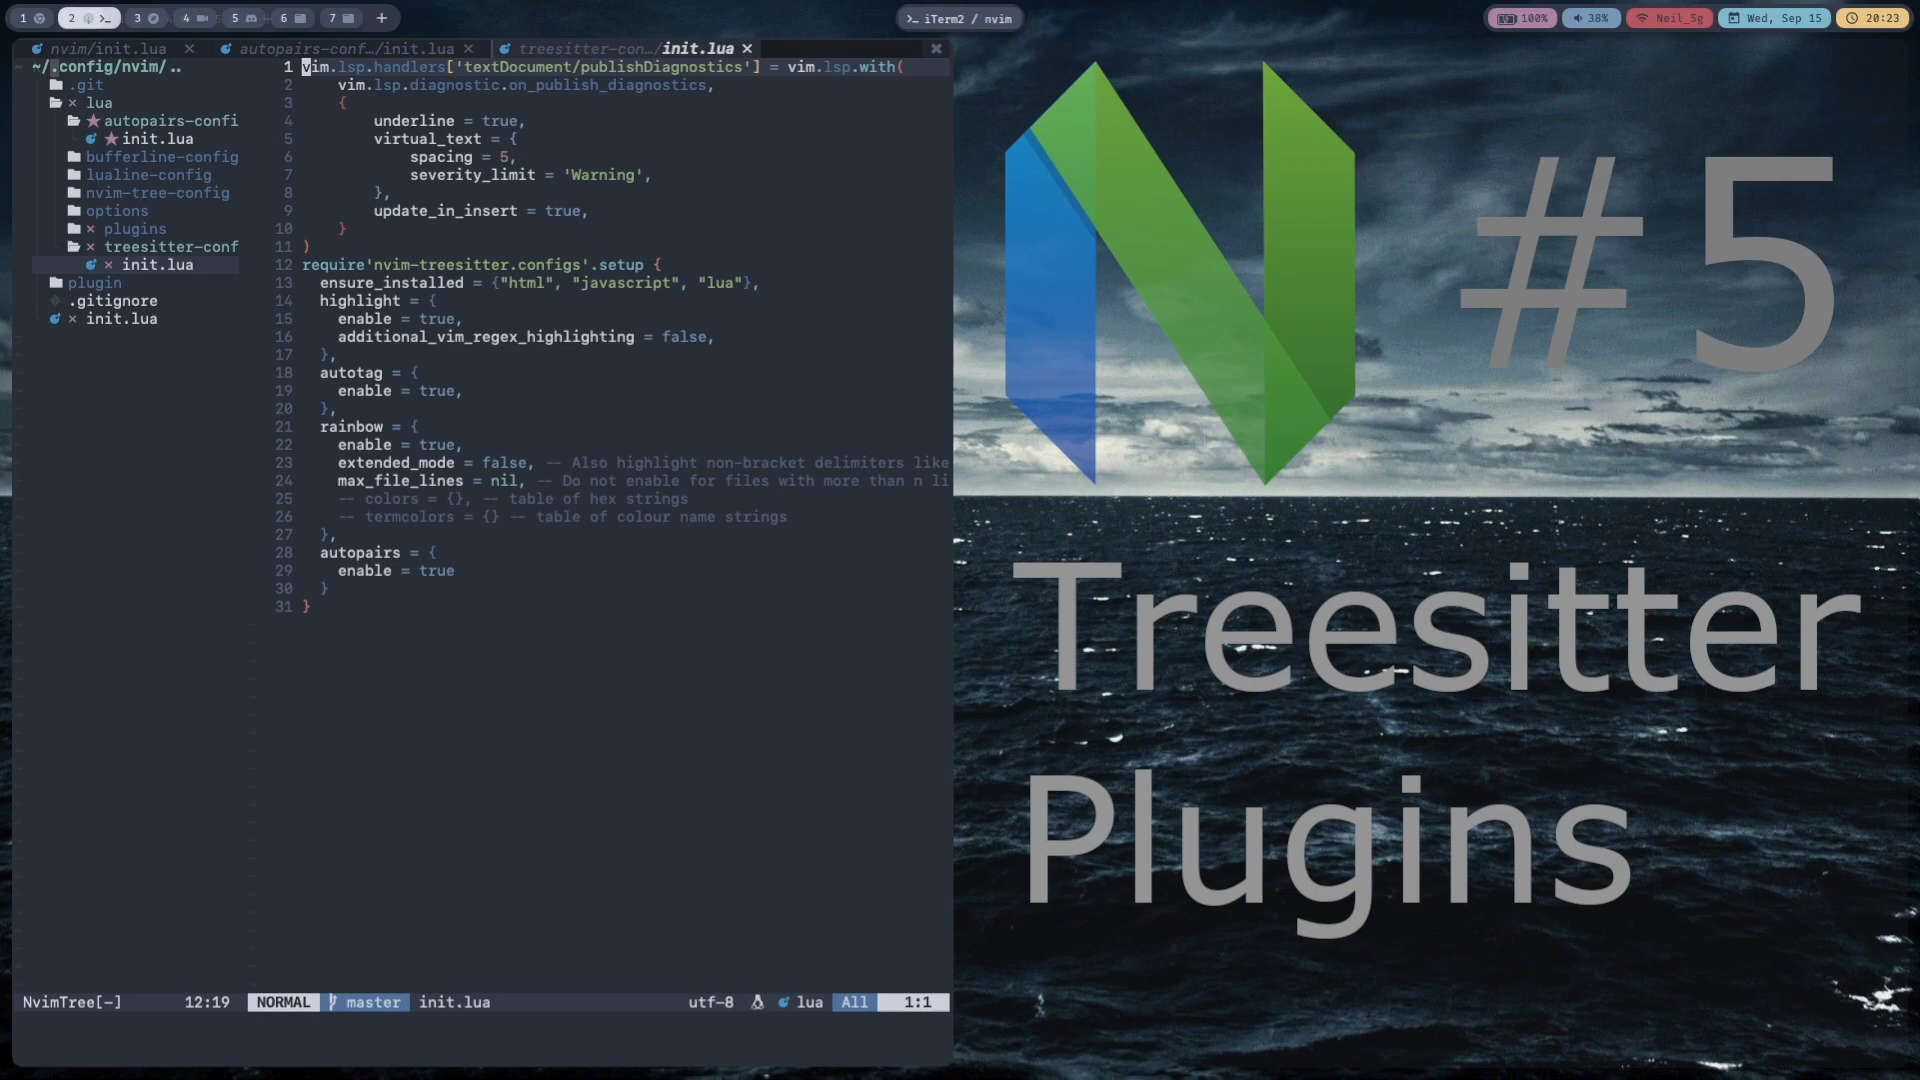 1 2 3 4 5 6 7 +
iTerm2 / nvim
100% 38% Neil_5g Wed, Sep 15 20:23
nvim/init.lua × autopairs-conf…/init.lua × treesitter-con…/init.lua ×
~/.config/nvim/..
.git
lua
autopairs-confi
init.lua
bufferline-config
lualine-config
nvim-tree-config
options
plugins
treesitter-conf
init.lua
plugin
.gitignore
init.lua
1 vim.lsp.handlers['textDocument/publishDiagnostics'] = vim.lsp.with(
2     vim.lsp.diagnostic.on_publish_diagnostics,
3     {
4         underline = true,
5         virtual_text = {
6             spacing = 5,
7             severity_limit = 'Warning',
8         },
9         update_in_insert = true,
10     }
11 )
12 require'nvim-treesitter.configs'.setup {
13   ensure_installed = {"html", "javascript", "lua"},
14   highlight = {
15     enable = true,
16     additional_vim_regex_highlighting = false,
17   },
18   autotag = {
19     enable = true,
20   },
21   rainbow = {
22     enable = true,
23     extended_mode = false, -- Also highlight non-bracket delimiters like
24     max_file_lines = nil, -- Do not enable for files with more than n li
25     -- colors = {}, -- table of hex strings
26     -- termcolors = {} -- table of colour name strings
27   },
28   autopairs = {
29     enable = true
30   }
31 }
NvimTree[-] 12:19 NORMAL master init.lua utf-8 lua All 1:1
#5
Treesitter
Plugins